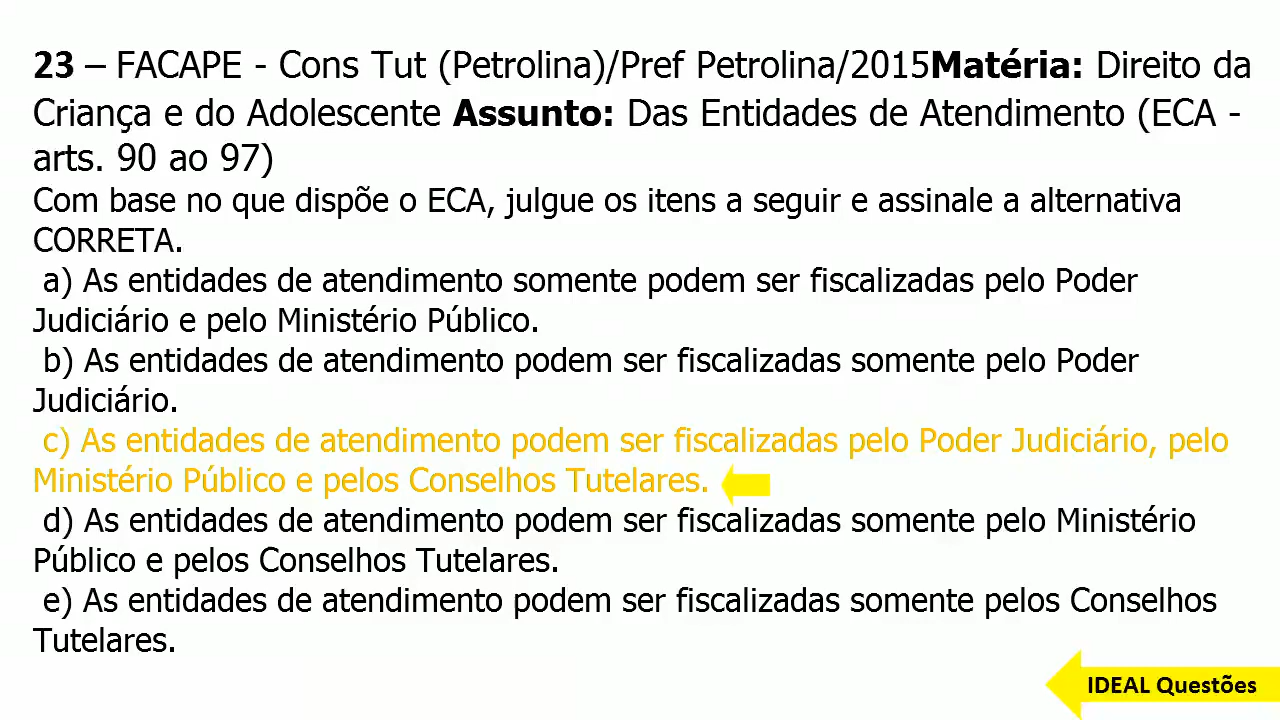 23 – FACAPE - Cons Tut (Petrolina)/Pref Petrolina/2015Matéria: Direito da
Criança e do Adolescente Assunto: Das Entidades de Atendimento (ECA -
arts. 90 ao 97)
Com base no que dispõe o ECA, julgue os itens a seguir e assinale a alternativa
CORRETA.
a) As entidades de atendimento somente podem ser fiscalizadas pelo Poder
Judiciário e pelo Ministério Público.
b) As entidades de atendimento podem ser fiscalizadas somente pelo Poder
Judiciário.
c) As entidades de atendimento podem ser fiscalizadas pelo Poder Judiciário, pelo
Ministério Público e pelos Conselhos Tutelares.
d) As entidades de atendimento podem ser fiscalizadas somente pelo Ministério
Público e pelos Conselhos Tutelares.
e) As entidades de atendimento podem ser fiscalizadas somente pelos Conselhos
Tutelares.
IDEAL Questões